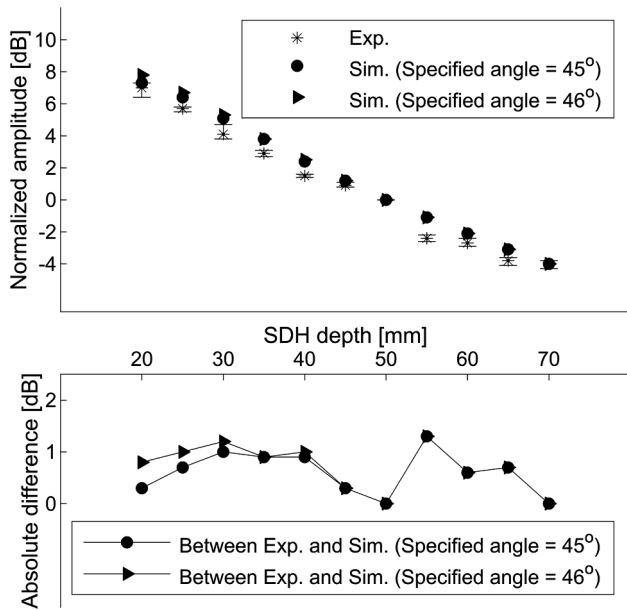 Normalized amplitude [dB]
10
8
6
4
2
0
-2
-4
Exp.
Sim. (Specified angle = 45°)
Sim. (Specified angle = 46°)
SDH depth [mm]
20 30 40 50 60 70
Absolute difference [dB]
2
1
0
Between Exp. and Sim. (Specified angle = 45°)
Between Exp. and Sim. (Specified angle = 46°)